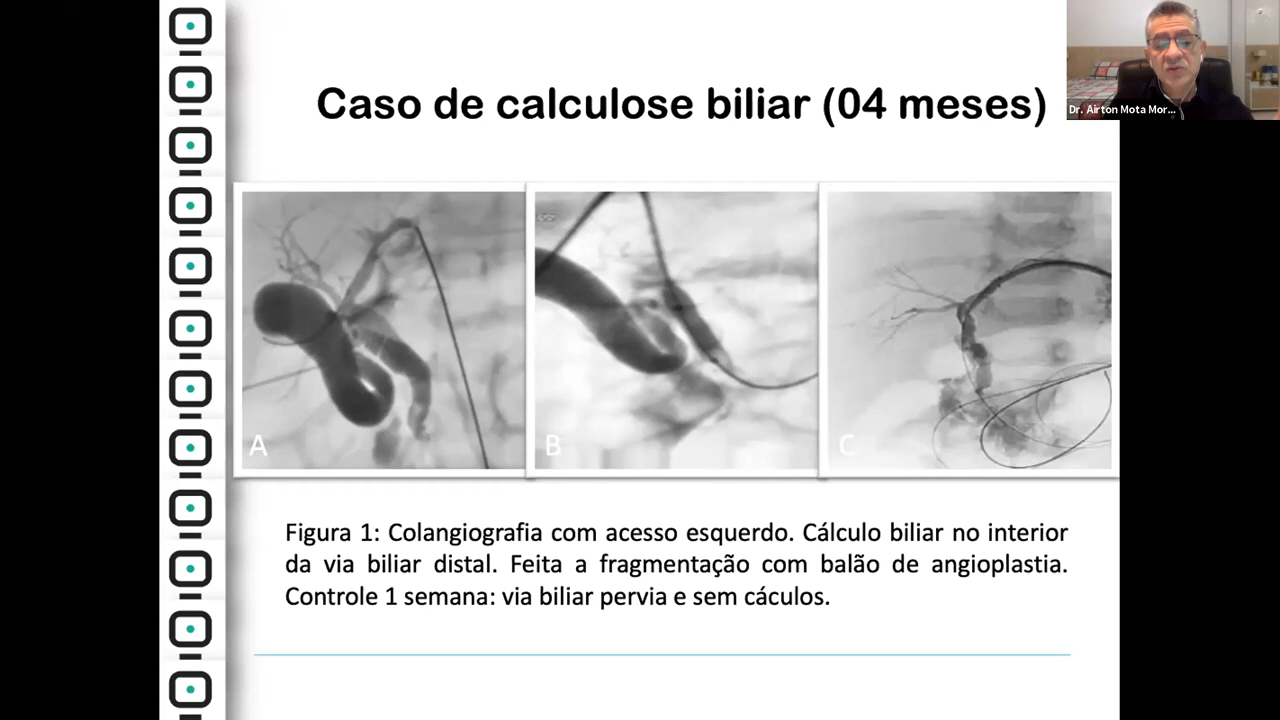 Caso de calculose biliar (04 meses)
Dr. Airton Mota Mor...
A
B
C
Figura 1: Colangiografia com acesso esquerdo. Cálculo biliar no interior
da via biliar distal. Feita a fragmentação com balão de angioplastia.
Controle 1 semana: via biliar pervia e sem cáculos.